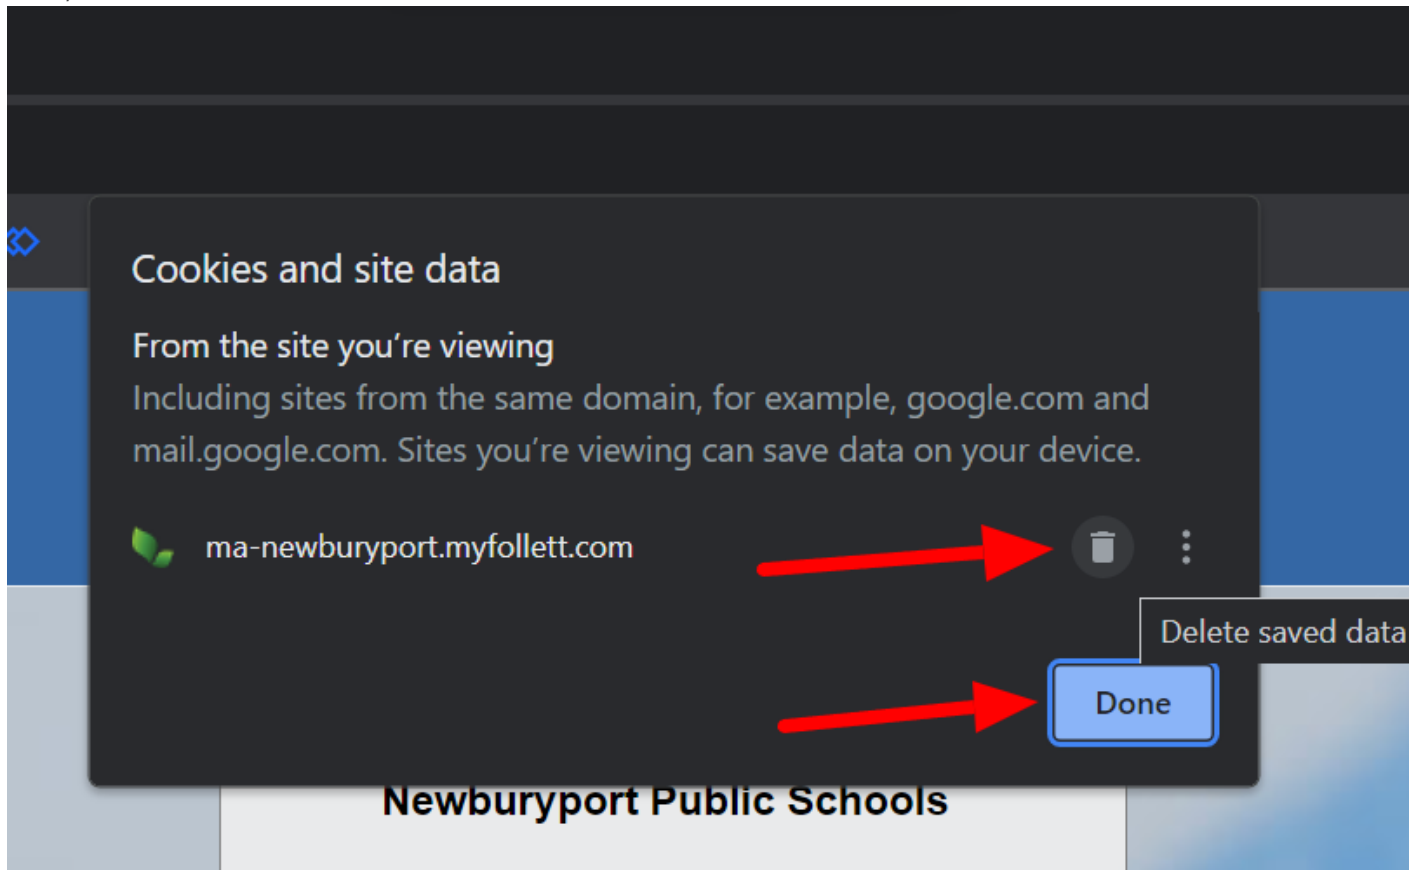 Cookies and site data
From the site you’re viewing
Including sites from the same domain, for example, google.com and
mail.google.com. Sites you’re viewing can save data on your device.
ma-newburyport.myfollett.com
Delete saved data
Done
Newburyport Public Schools